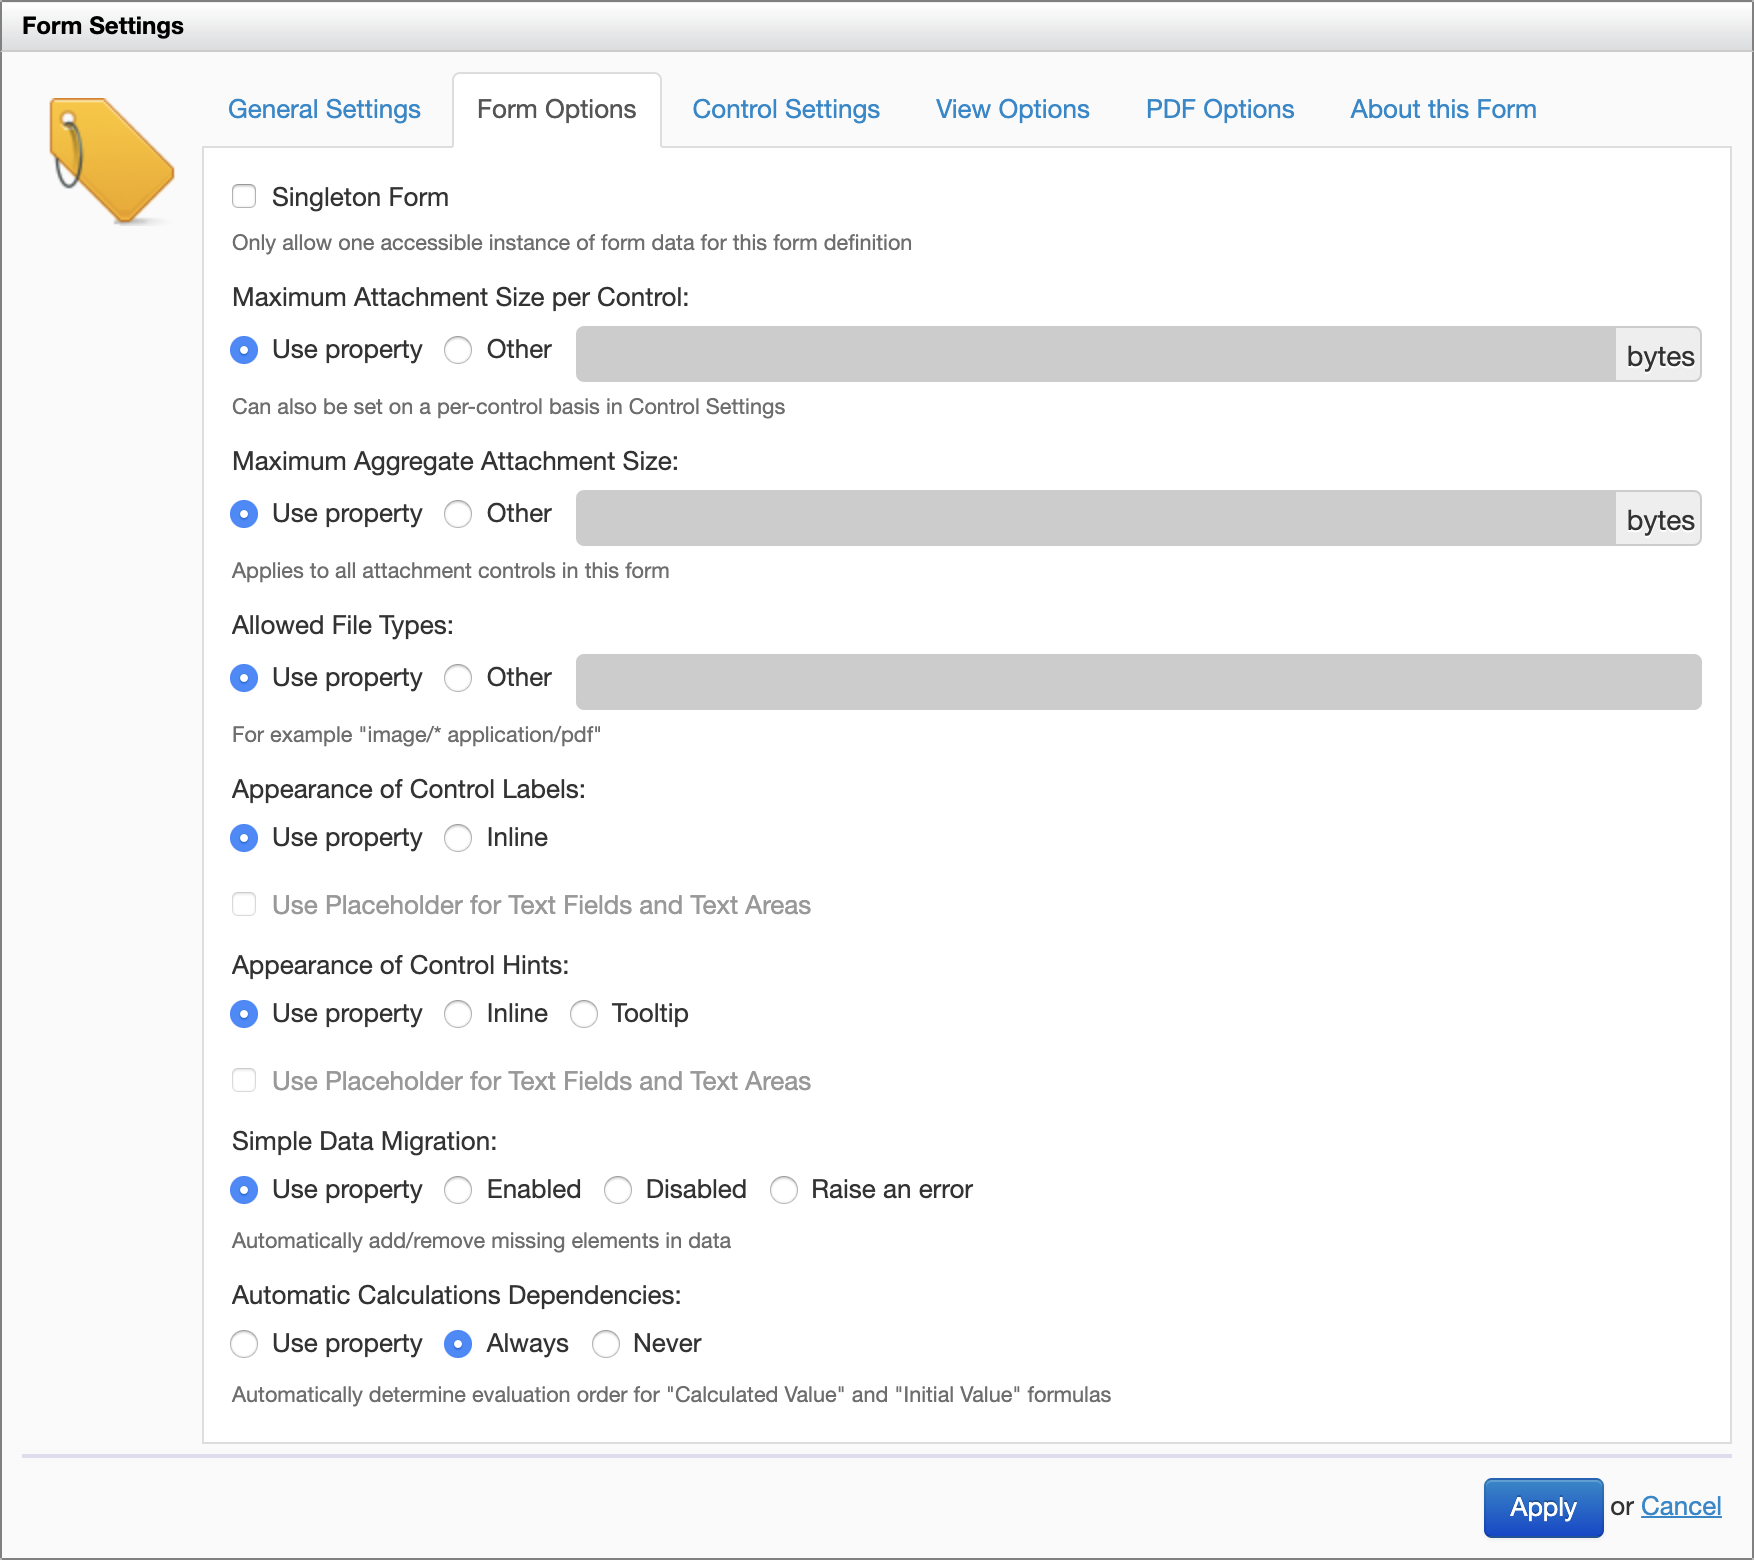 Form Settings
General Settings Form Options Control Settings View Options PDF Options About this Form
Singleton Form
Only allow one accessible instance of form data for this form definition
Maximum Attachment Size per Control:
Use property Other bytes
Can also be set on a per-control basis in Control Settings
Maximum Aggregate Attachment Size:
Use property Other bytes
Applies to all attachment controls in this form
Allowed File Types:
Use property Other
For example "image/* application/pdf"
Appearance of Control Labels:
Use property Inline
Use Placeholder for Text Fields and Text Areas
Appearance of Control Hints:
Use property Inline Tooltip
Use Placeholder for Text Fields and Text Areas
Simple Data Migration:
Use property Enabled Disabled Raise an error
Automatically add/remove missing elements in data
Automatic Calculations Dependencies:
Use property Always Never
Automatically determine evaluation order for "Calculated Value" and "Initial Value" formulas
Apply or Cancel